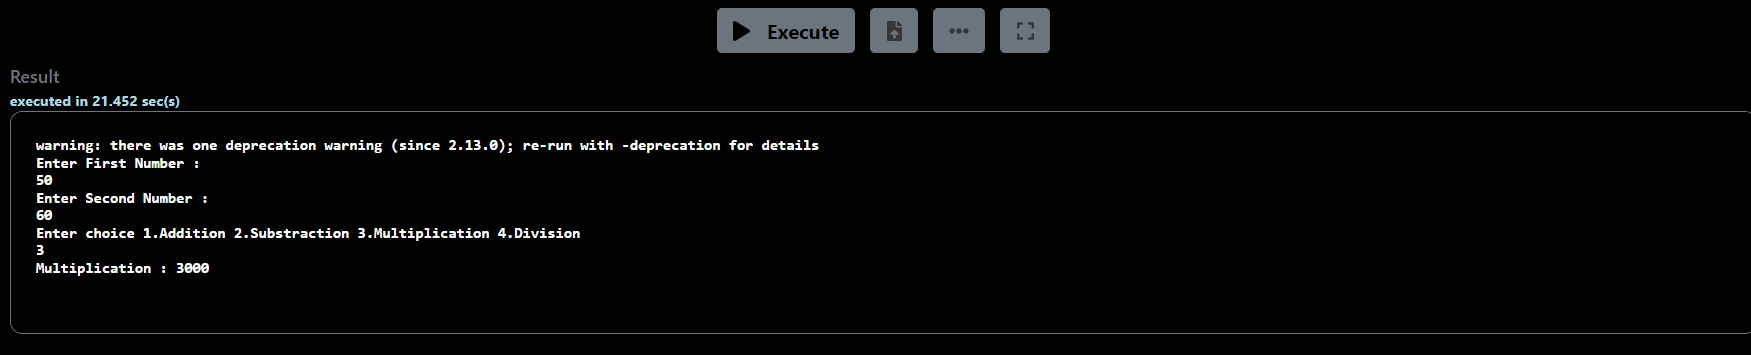 Execute
Result
executed in 21.452 sec(s)
warning: there was one deprecation warning (since 2.13.0); re-run with -deprecation for details
Enter First Number :
50
Enter Second Number :
60
Enter choice 1.Addition 2.Substraction 3.Multiplication 4.Division
3
Multiplication : 3000